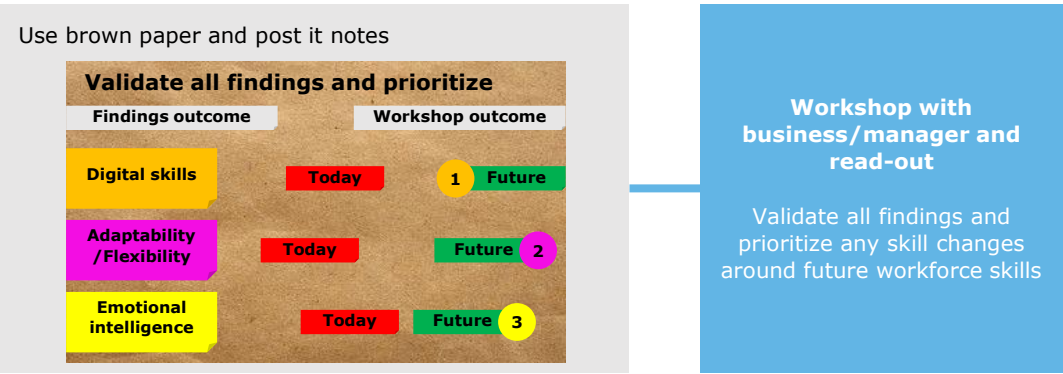 Use brown paper and post it notes
Validate all findings and prioritize
Findings outcome
Workshop outcome
Digital skills
Today
1
Future
Adaptability
/Flexibility
Today
Future
2
Emotional
intelligence
Today
Future
3
Workshop with
business/manager and
read-out
Validate all findings and
prioritize any skill changes
around future workforce skills